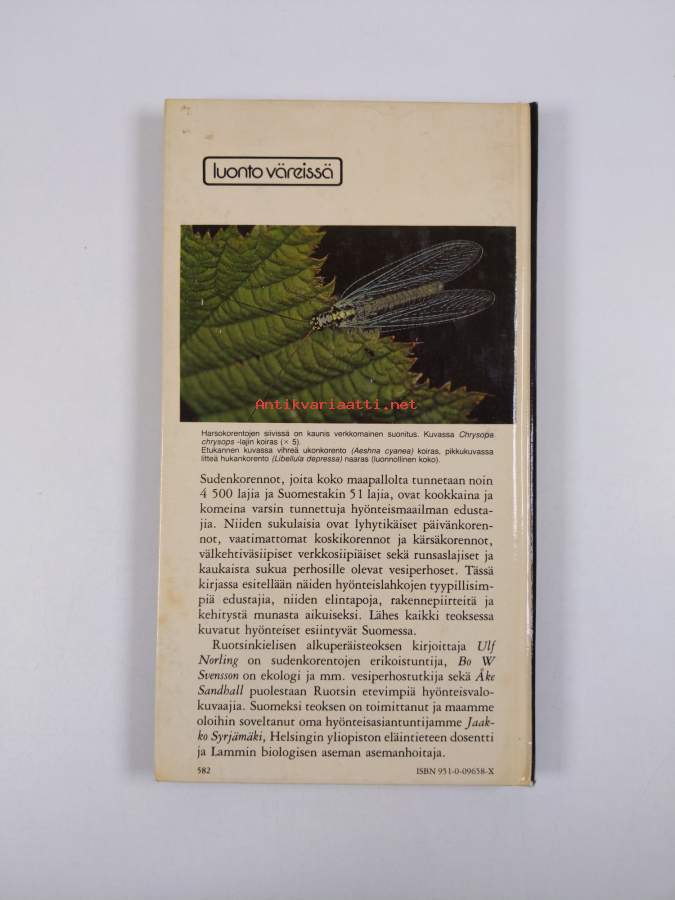 luonto väreissä
Antikvariaatti.net
Harsokorentojen siivissä on kaunis verkkomainen suonitus. Kuvassa Chrysopa
chrysops -lajin koiras (× 5).
Etukannen kuvassa vihreä ukonkorento (Aeshna cyanea) koiras, pikkukuvassa
litteä hukankorento (Libellula depressa) naaras (luonnollinen koko).
Sudenkorennot, joita koko maapallolta tunnetaan noin
4 500 lajia ja Suomestakin 51 lajia, ovat kookkaina ja
komeina varsin tunnettuja hyönteismaailman edusta-
jia. Niiden sukulaisia ovat lyhytikäiset päivänkoren-
not, vaatimattomat koskikorennot ja kärsäkorennot,
välkehtiväsiipiset verkkosiipiäiset sekä runsaslajiset ja
kaukaista sukua perhosille olevat vesiperhoset. Tässä
kirjassa esitellään näiden hyönteislahkojen tyypillisim-
piä edustajia, niiden elintapoja, rakennepiirteitä ja
kehitystä munasta aikuiseksi. Lähes kaikki teoksessa
kuvatut hyönteiset esiintyvät Suomessa.
Ruotsinkielisen alkuperäisteoksen kirjoittaja Ulf
Norling on sudenkorentojen erikoistuntija, Bo W
Svensson on ekologi ja mm. vesiperhostutkija sekä Åke
Sandhall puolestaan Ruotsin etevimpiä hyönteisvalo-
kuvaajia. Suomeksi teoksen on toimittanut ja maamme
oloihin soveltanut oma hyönteisasiantuntijamme Jaak-
ko Syrjämäki, Helsingin yliopiston eläintieteen dosentti
ja Lammin biologisen aseman asemanhoitaja.
582
ISBN 951-0-09658-X